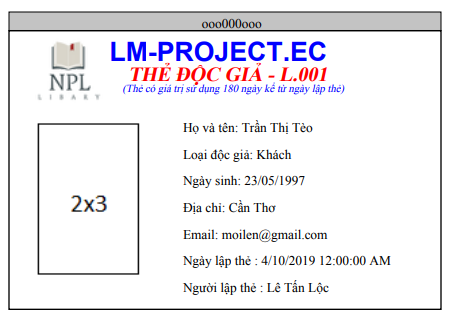 ooo000ooo
LM-PROJECT.EC
THẺ ĐỘC GIẢ - L.001
(Thẻ có giá trị sử dụng 180 ngày kể từ ngày lập thẻ)
NPL
LIBRARY
Họ và tên: Trần Thị Tèo
Loại độc giả: Khách
Ngày sinh: 23/05/1997
2x3
Địa chỉ: Cần Thơ
Email: moilen@gmail.com
Ngày lập thẻ : 4/10/2019 12:00:00 AM
Người lập thẻ : Lê Tấn Lộc